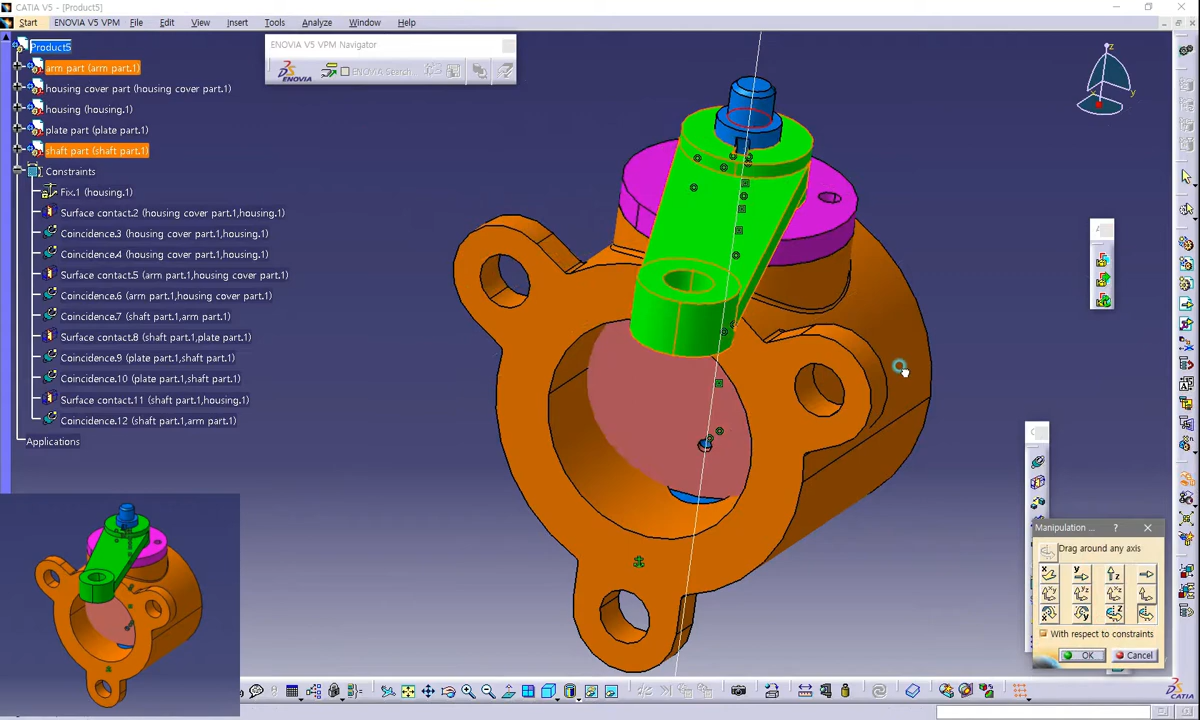 CATIA V5 - [Product5]
Start ENOVIA V5 VPM File Edit View Insert Tools Analyze Window Help
ENOVIA V5 VPM Navigator
ENOVIA Search
Product5
arm part (arm part.1)
housing cover part (housing cover part.1)
housing (housing.1)
plate part (plate part.1)
shaft part (shaft part.1)
Constraints
Fix.1 (housing.1)
Surface contact.2 (housing cover part.1,housing.1)
Coincidence.3 (housing cover part.1,housing.1)
Coincidence.4 (housing cover part.1,housing.1)
Surface contact.5 (arm part.1,housing cover part.1)
Coincidence.6 (arm part.1,housing cover part.1)
Coincidence.7 (shaft part.1,arm part.1)
Surface contact.8 (shaft part.1,plate part.1)
Coincidence.9 (plate part.1,shaft part.1)
Coincidence.10 (plate part.1,shaft part.1)
Surface contact.11 (shaft part.1,housing.1)
Coincidence.12 (shaft part.1,arm part.1)
Applications
z
y
Manipulation ... ?
Drag around any axis
With respect to constraints
OK Cancel